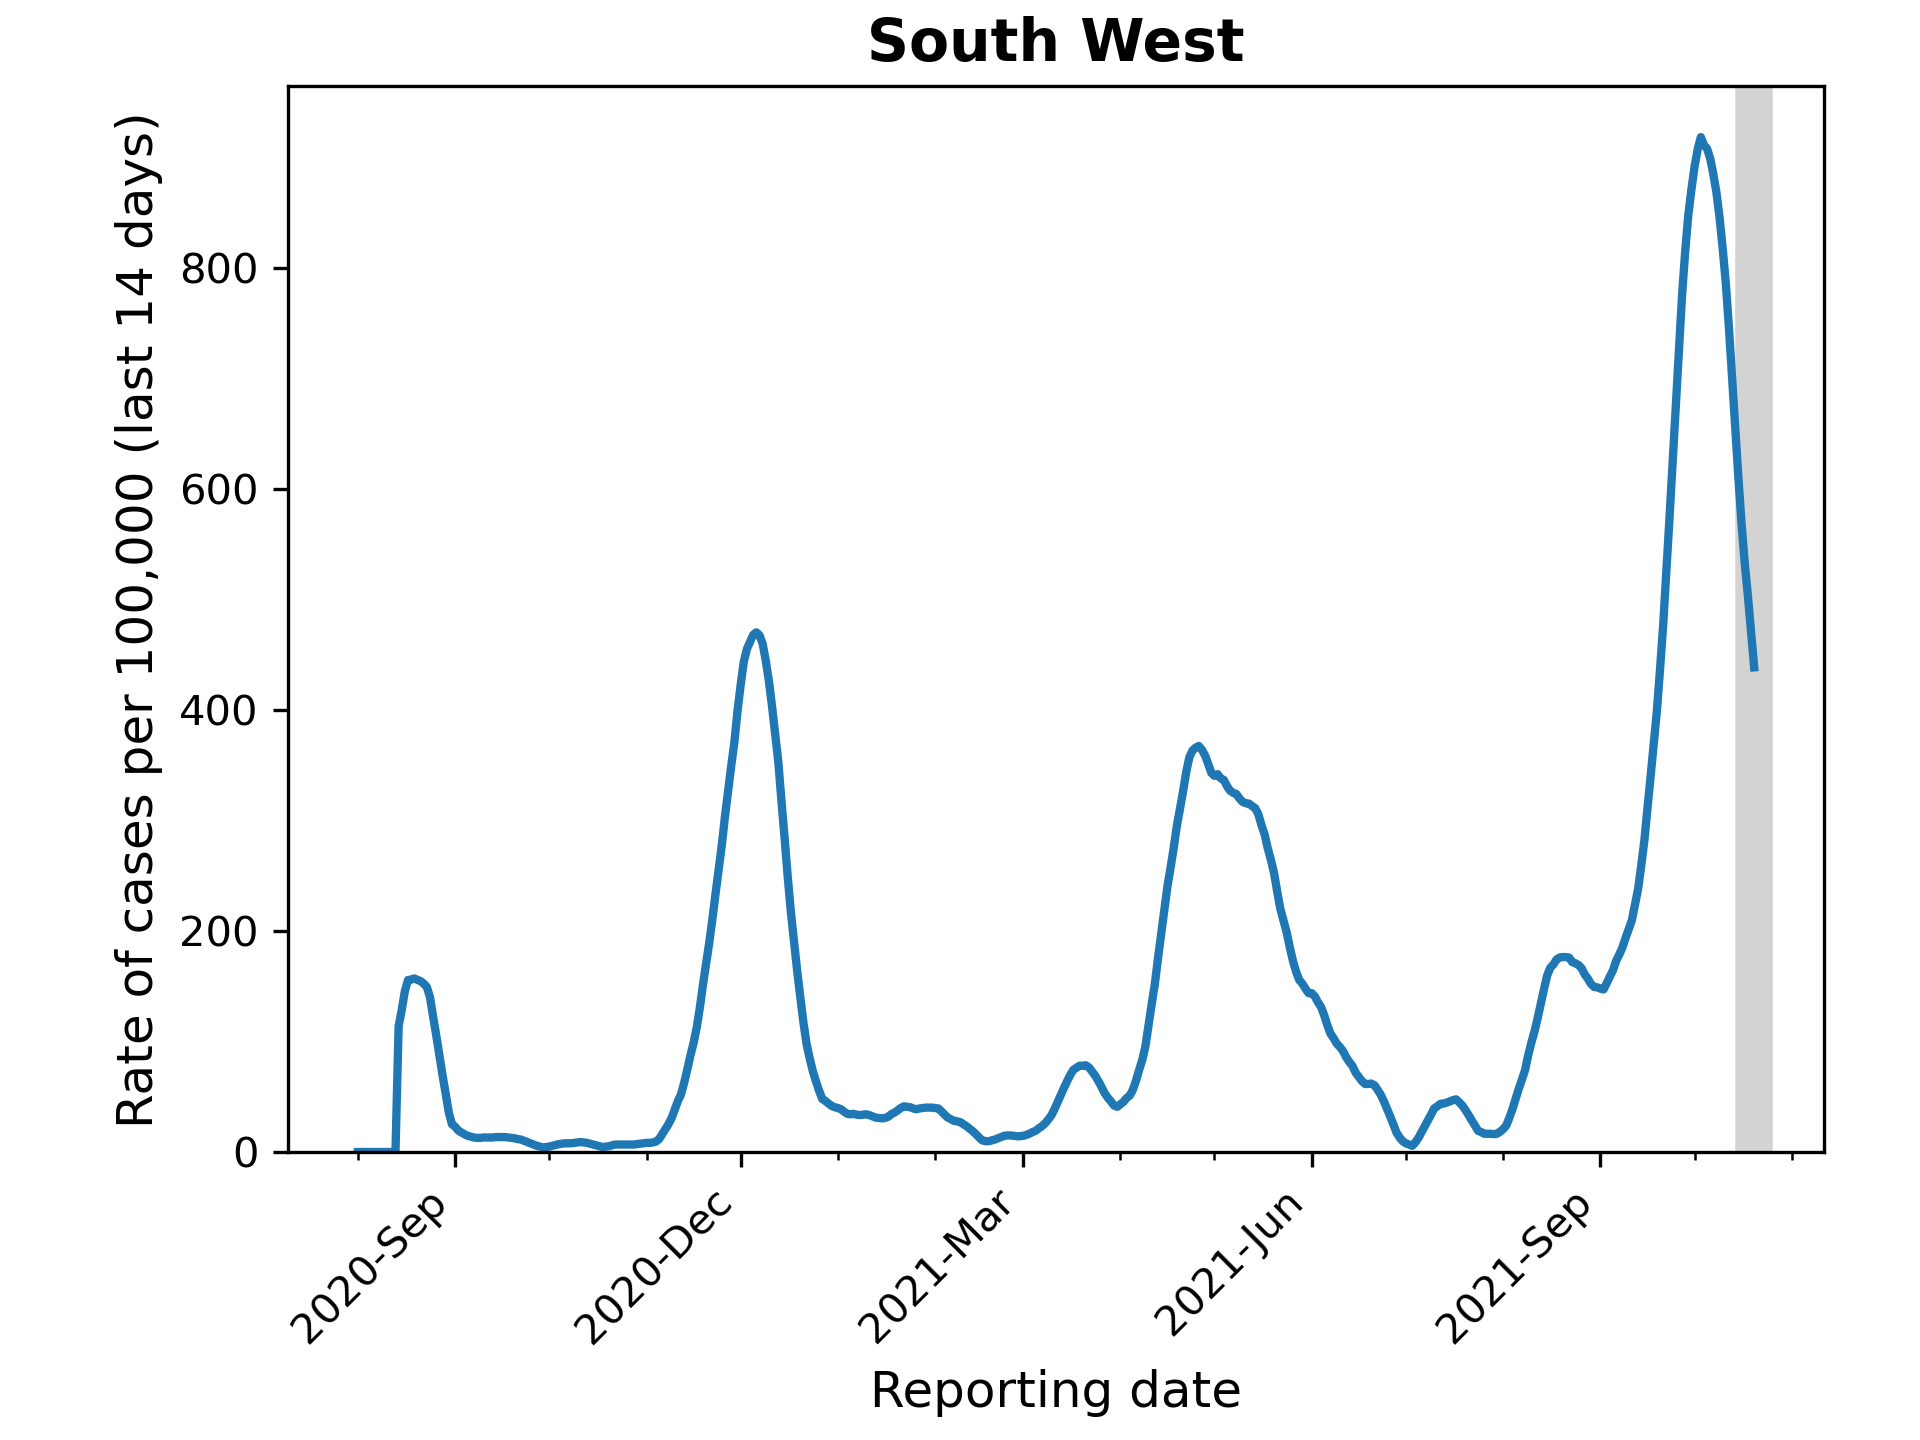 South West
Rate of cases per 100,000 (last 14 days)
800
600
400
200
0
2020-Sep
2020-Dec
2021-Mar
2021-Jun
2021-Sep
Reporting date